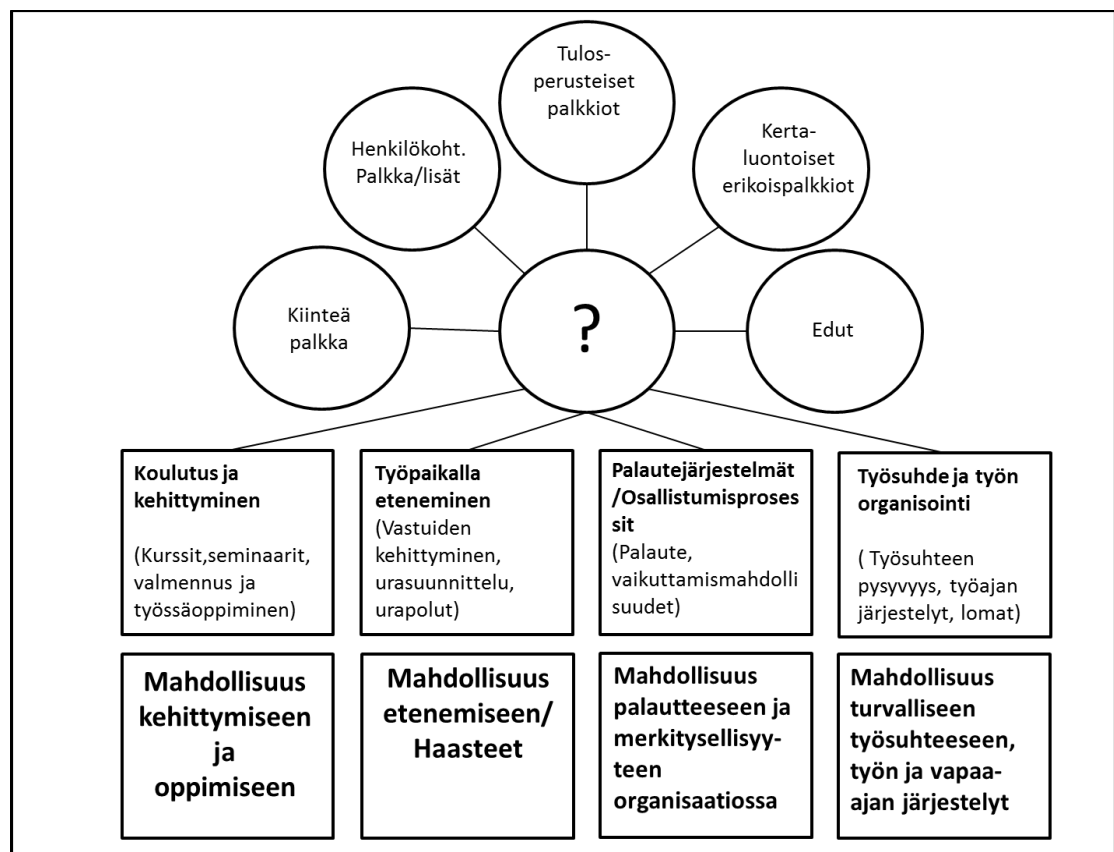 Tulos-
perusteiset
palkkiot
Henkilökoht.
Palkka/lisät
Kerta-
luontoiset
erikoispalkkiot
Kiinteä
palkka
?
Edut
Koulutus ja
kehittyminen
(Kurssit,seminaarit,
valmennus ja
työssäoppiminen)
Työpaikalla
eteneminen
(Vastuiden
kehittyminen,
urasuunnittelu,
urapolut)
Palautejärjestelmät
/Osallistumisproses
sit
(Palaute,
vaikuttamismahdolli
suudet)
Työsuhde ja työn
organisointi
( Työsuhteen
pysyvyys, työajan
järjestelyt, lomat)
Mahdollisuus
kehittymiseen
ja
oppimiseen
Mahdollisuus
etenemiseen/
Haasteet
Mahdollisuus
palautteeseen ja
merkitysellisyy-
teen
organisaatiossa
Mahdollisuus
turvalliseen
työsuhteeseen,
työn ja vapaa-
ajan järjestelyt